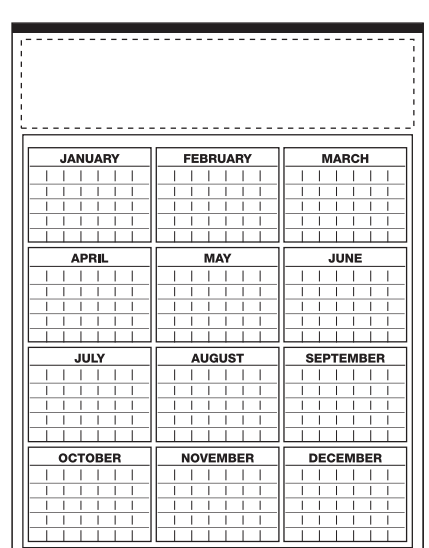 JANUARY FEBRUARY MARCH
APRIL MAY JUNE
JULY AUGUST SEPTEMBER
OCTOBER NOVEMBER DECEMBER